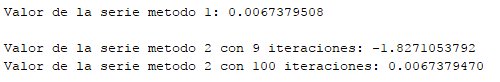 Valor de la serie metodo 1: 0.0067379508
Valor de la serie metodo 2 con 9 iteraciones: -1.8271053792
Valor de la serie metodo 2 con 100 iteraciones: 0.0067379470